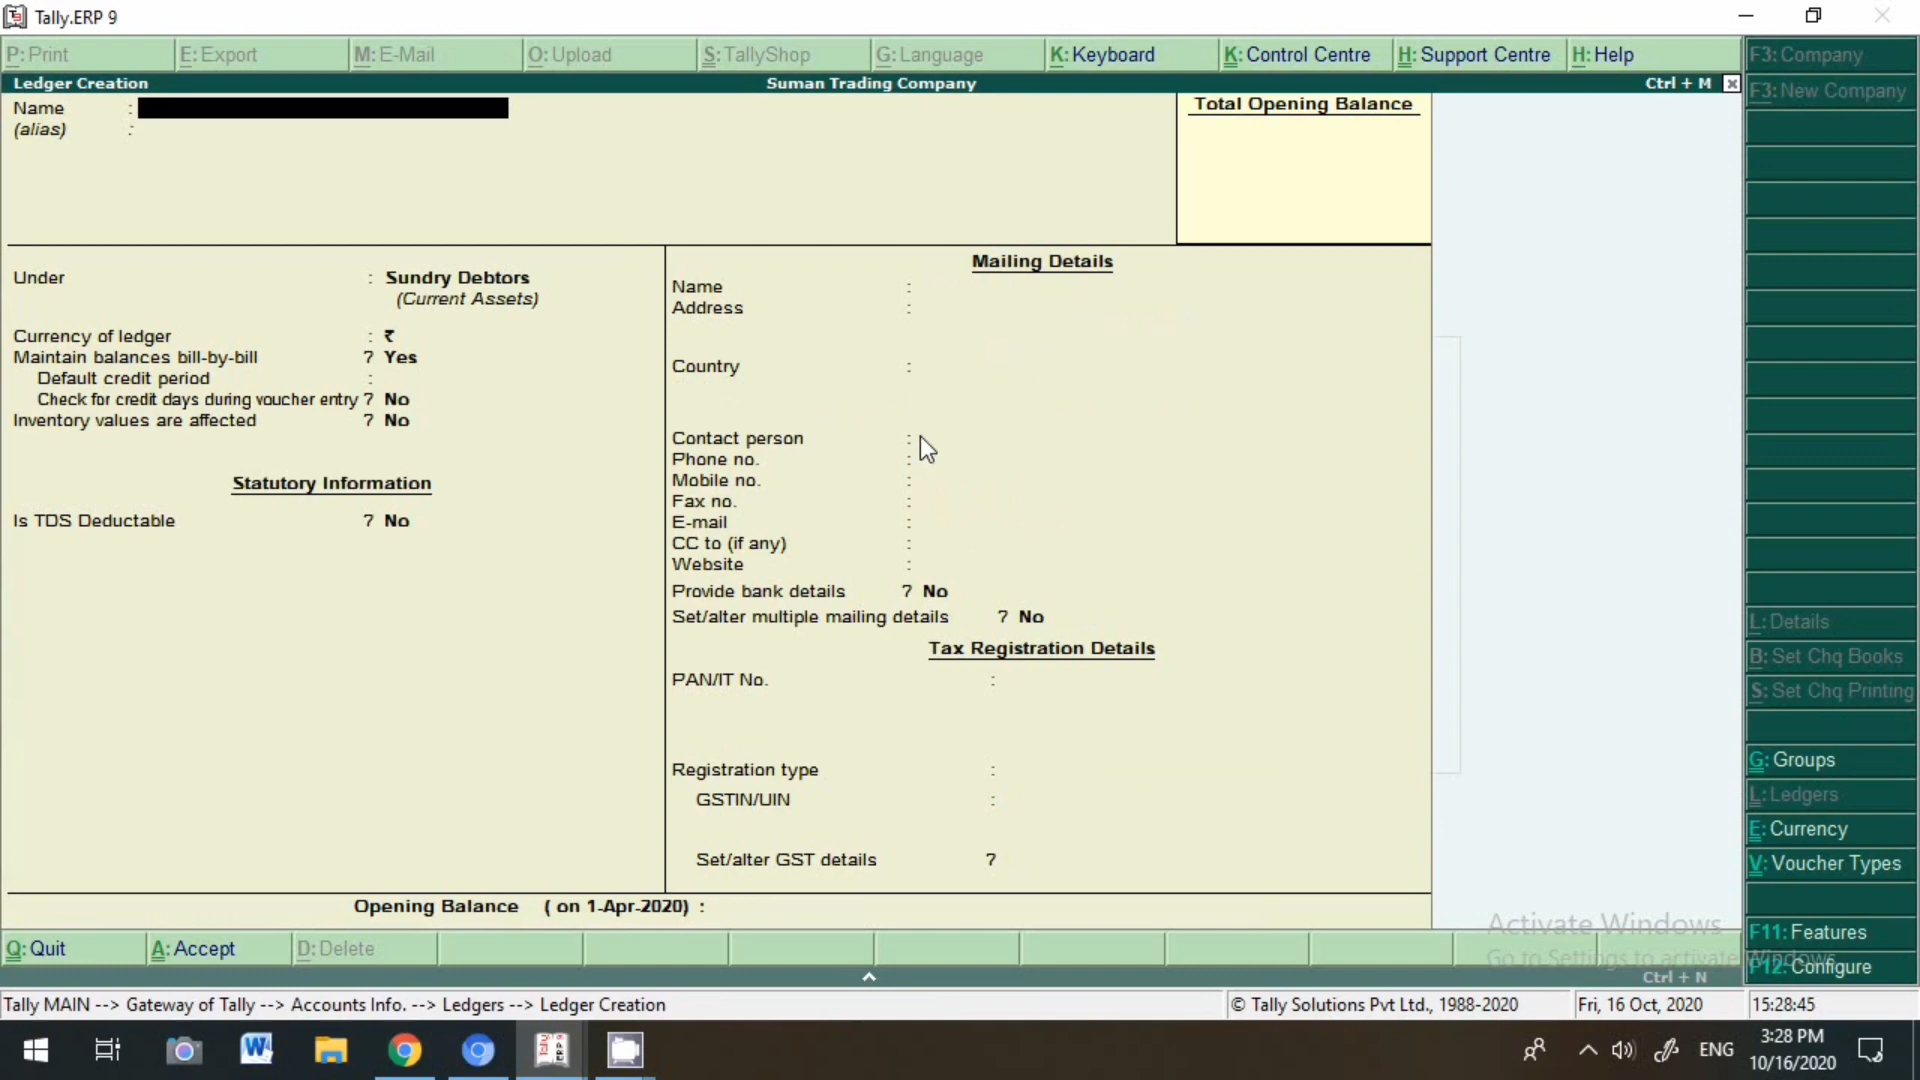 Tally.ERP 9
P: Print
E: Export
M: E-Mail
O: Upload
S: TallyShop
G: Language
K: Keyboard
K: Control Centre
H: Support Centre
H: Help
F3: Company
Ledger Creation
Suman Trading Company
Ctrl + M
F3: New Company
Name :
(alias) :
Total Opening Balance
Under : Sundry Debtors
(Current Assets)
Currency of ledger : ₹
Maintain balances bill-by-bill ? Yes
Default credit period :
Check for credit days during voucher entry ? No
Inventory values are affected ? No
Statutory Information
Is TDS Deductable ? No
Mailing Details
Name :
Address :
Country :
Contact person :
Phone no. :
Mobile no. :
Fax no. :
E-mail :
CC to (if any) :
Website :
Provide bank details ? No
Set/alter multiple mailing details ? No
Tax Registration Details
PAN/IT No. :
Registration type :
GSTIN/UIN :
Set/alter GST details ?
Opening Balance ( on 1-Apr-2020) :
L: Details
B: Set Chq Books
S: Set Chq Printing
G: Groups
L: Ledgers
E: Currency
V: Voucher Types
F11: Features
F12: Configure
Activate Windows
Go to Settings to activate Windows.
Q: Quit
A: Accept
D: Delete
Ctrl + N
Tally MAIN --> Gateway of Tally --> Accounts Info. --> Ledgers --> Ledger Creation
© Tally Solutions Pvt Ltd., 1988-2020
Fri, 16 Oct, 2020
15:28:45
ENG
3:28 PM
10/16/2020